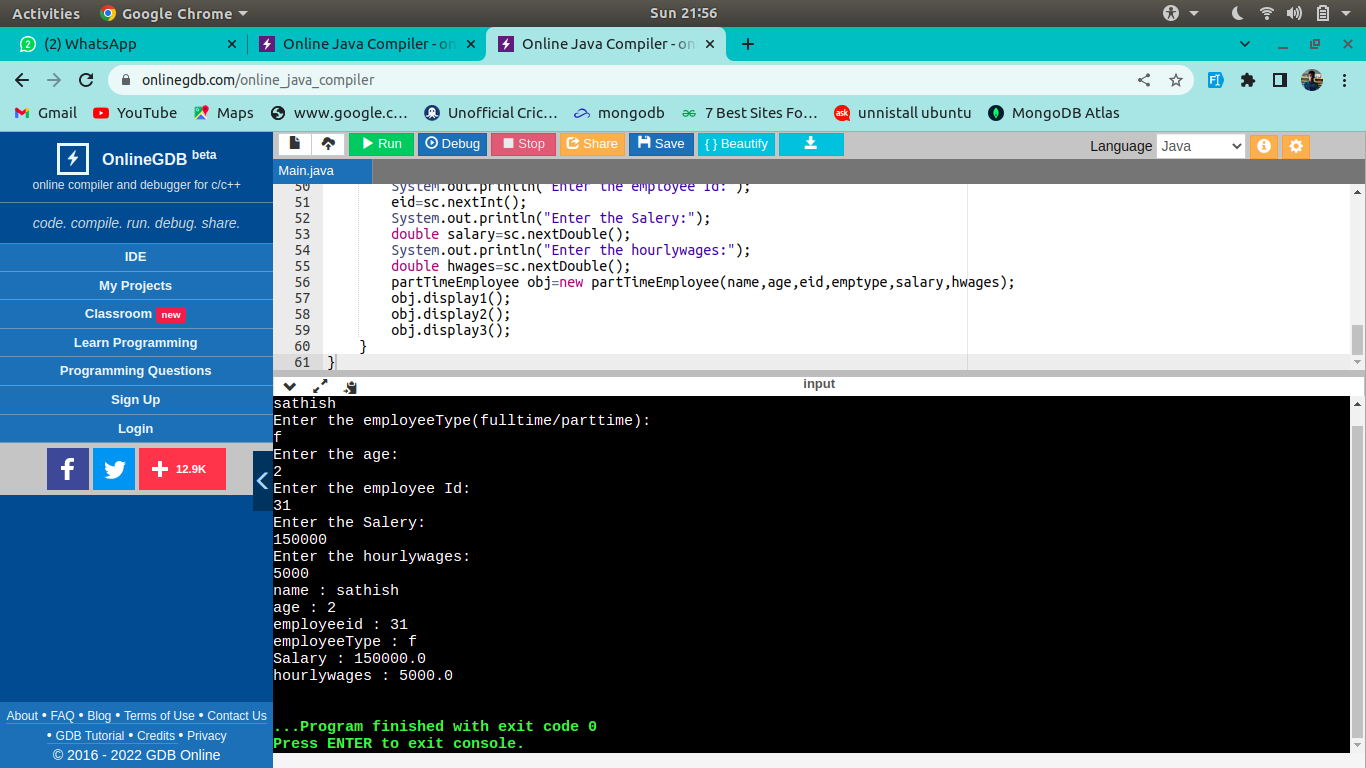 Activities Google Chrome Sun 21:56
(2) WhatsApp Online Java Compiler - on Online Java Compiler - on
onlinegdb.com/online_java_compiler
Gmail YouTube Maps www.google.c... Unofficial Cric... mongodb 7 Best Sites Fo... unnistall ubuntu MongoDB Atlas
OnlineGDB beta
online compiler and debugger for c/c++
code. compile. run. debug. share.
IDE
My Projects
Classroom new
Learn Programming
Programming Questions
Sign Up
Login
12.9K
About • FAQ • Blog • Terms of Use • Contact Us
• GDB Tutorial • Credits • Privacy
© 2016 - 2022 GDB Online
Run Debug Stop Share Save { } Beautify Language Java
Main.java
50 System.out.println("Enter the employee Id:");
51 eid=sc.nextInt();
52 System.out.println("Enter the Salery:");
53 double salary=sc.nextDouble();
54 System.out.println("Enter the hourlywages:");
55 double hwages=sc.nextDouble();
56 partTimeEmployee obj=new partTimeEmployee(name,age,eid,emptype,salary,hwages);
57 obj.display1();
58 obj.display2();
59 obj.display3();
60 }
61 }
input
sathish
Enter the employeeType(fulltime/parttime):
f
Enter the age:
2
Enter the employee Id:
31
Enter the Salery:
150000
Enter the hourlywages:
5000
name : sathish
age : 2
employeeid : 31
employeeType : f
Salary : 150000.0
hourlywages : 5000.0
...Program finished with exit code 0
Press ENTER to exit console.